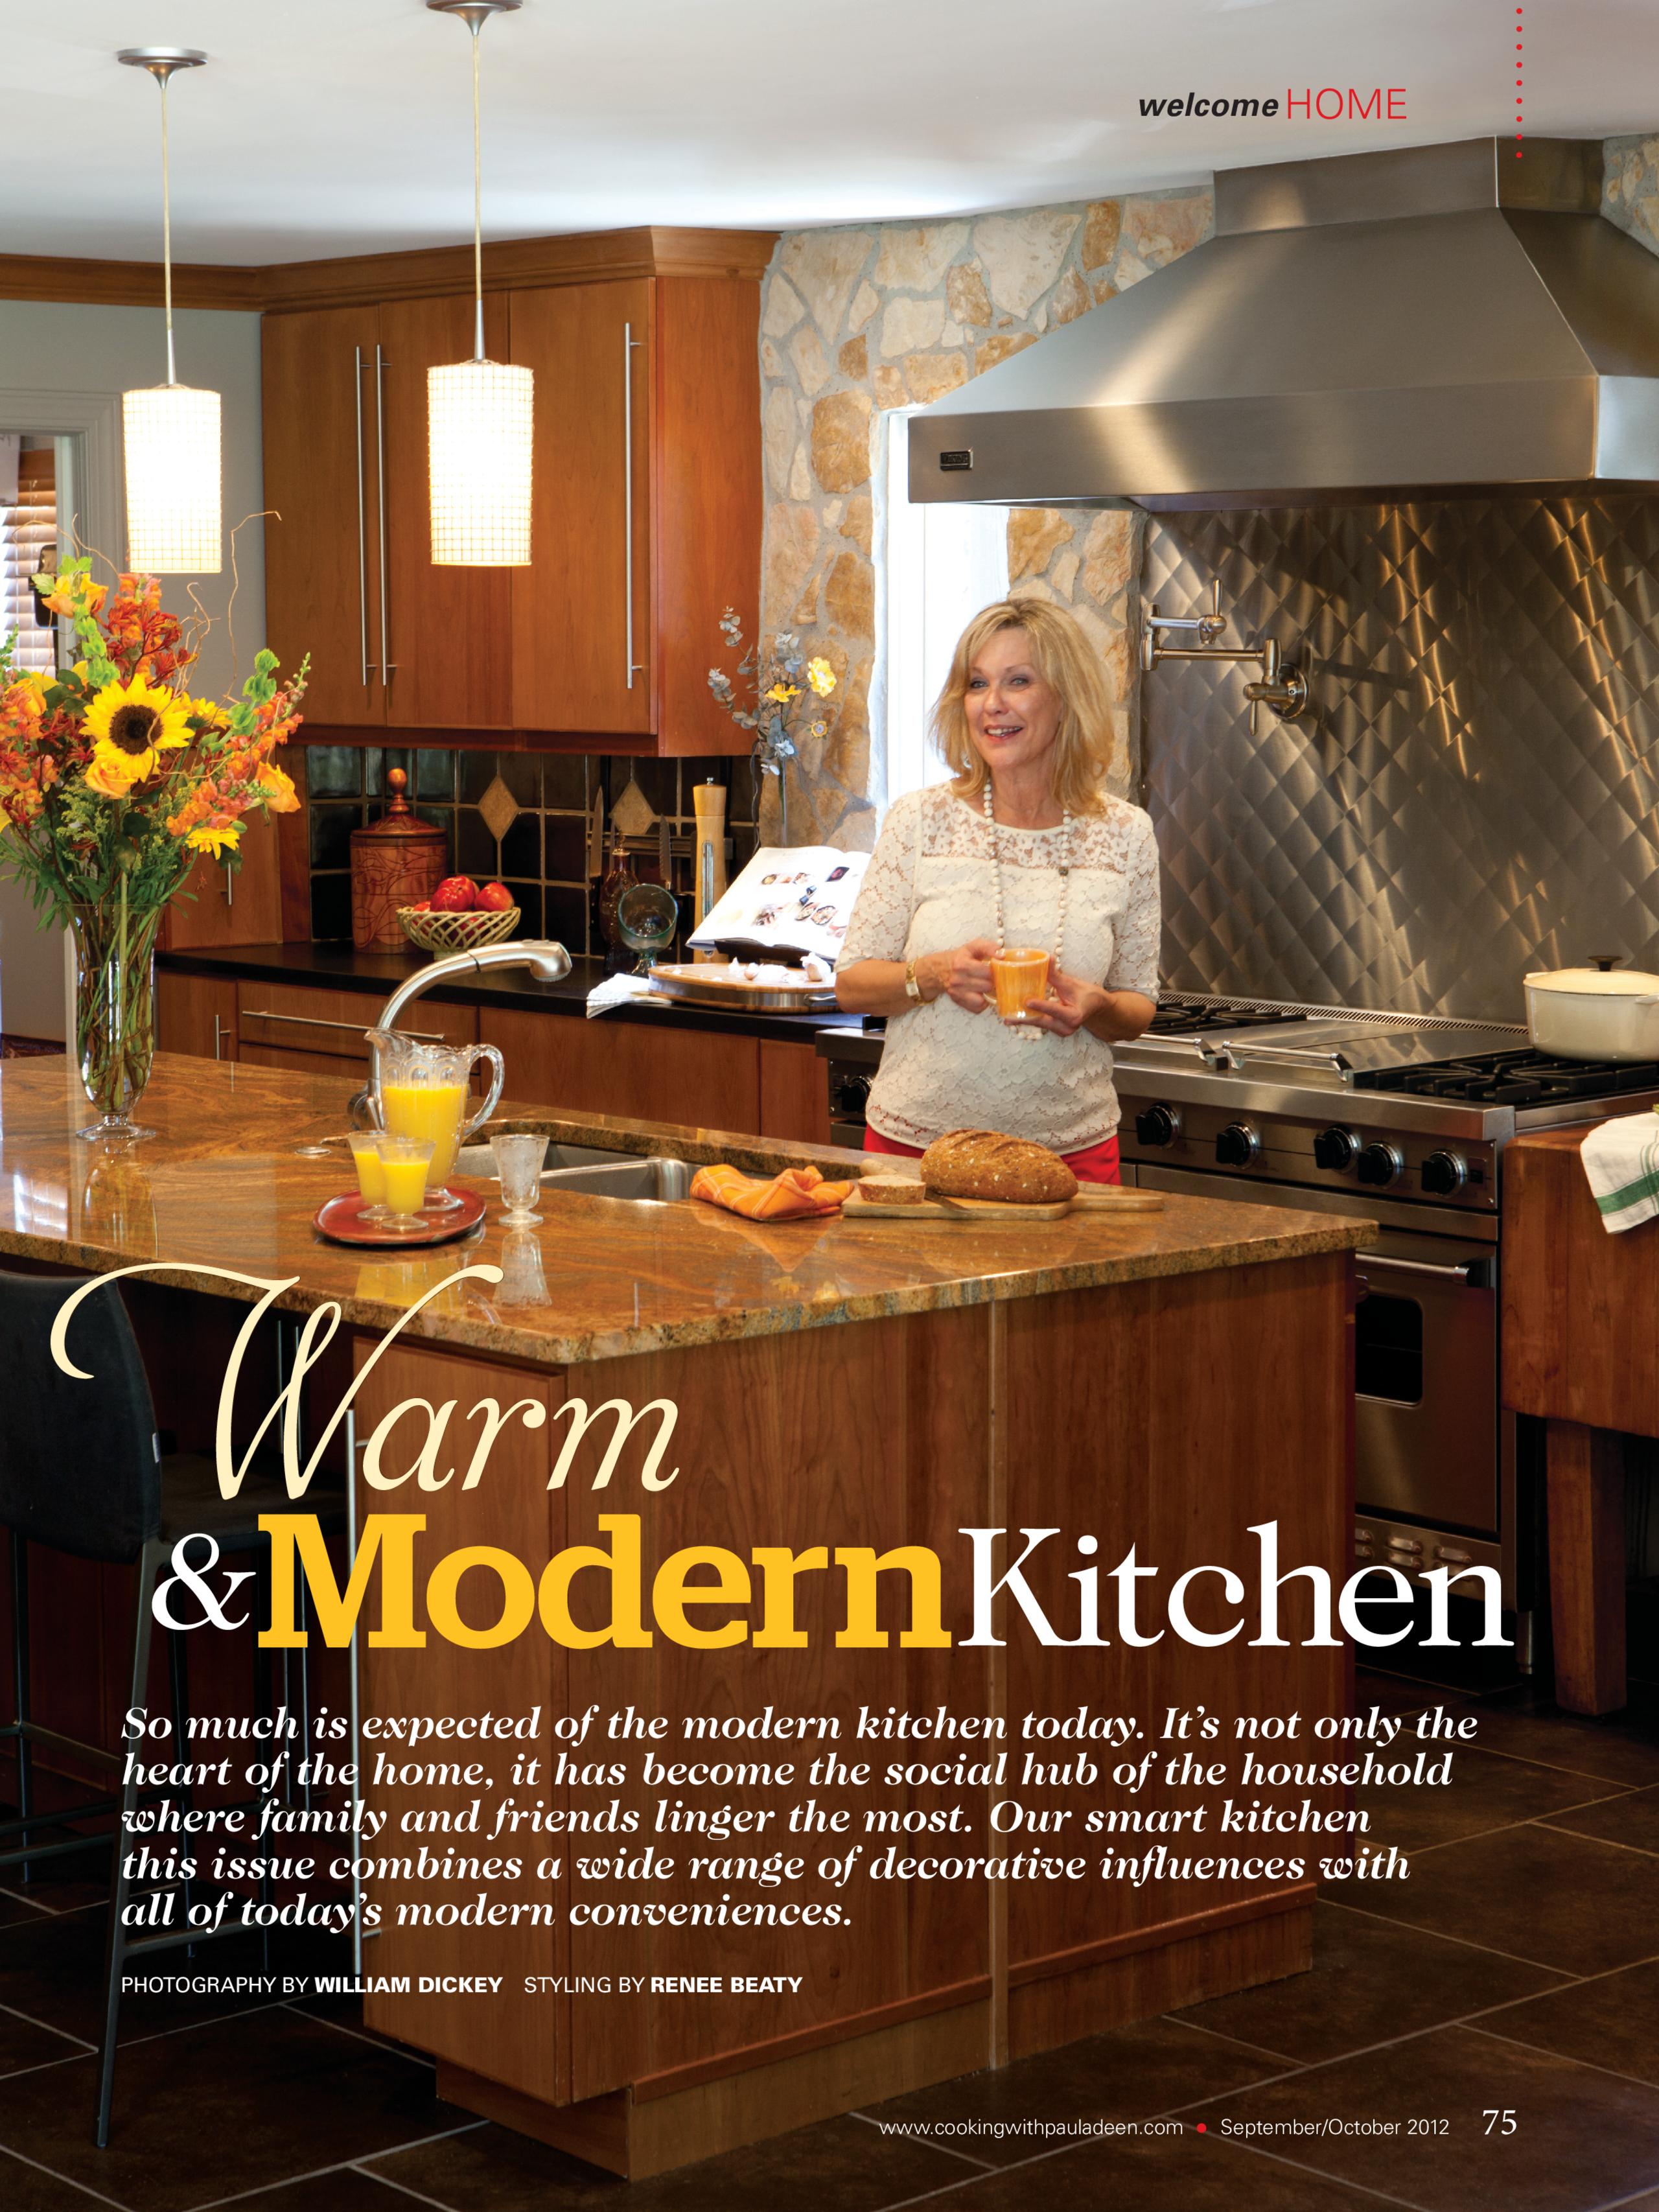 welcome HOME
Warm
& Modern Kitchen
So much is expected of the modern kitchen today. It's not only the
heart of the home, it has become the social hub of the household
where family and friends linger the most. Our smart kitchen
this issue combines a wide range of decorative influences with
all of today's modern conveniences.
PHOTOGRAPHY BY WILLIAM DICKEY STYLING BY RENEE BEATY
www.cookingwithpauladeen.com • September/October 2012 75